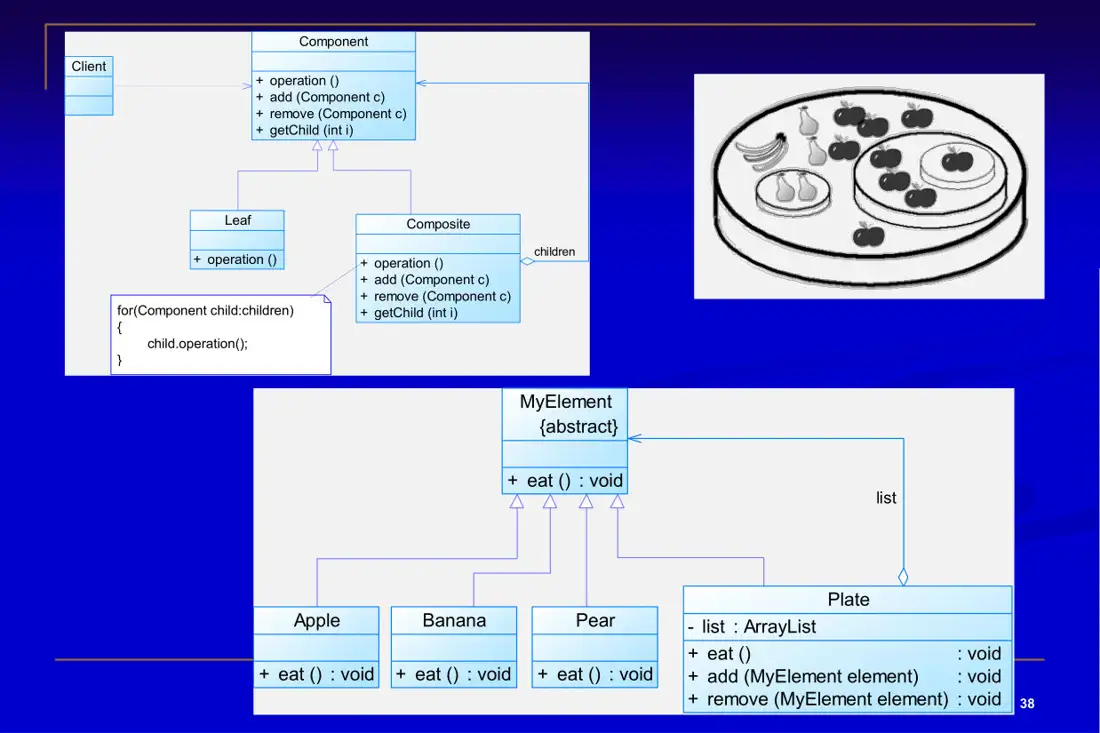 Client
Component
+ operation ()
+ add (Component c)
+ remove (Component c)
+ getChild (int i)
Leaf
+ operation ()
Composite
+ operation ()
+ add (Component c)
+ remove (Component c)
+ getChild (int i)
children
for(Component child:children)
{
child.operation();
}
MyElement
{abstract}
+ eat () : void
list
Apple
+ eat () : void
Banana
+ eat () : void
Pear
+ eat () : void
Plate
- list : ArrayList
+ eat () : void
+ add (MyElement element) : void
+ remove (MyElement element) : void
38